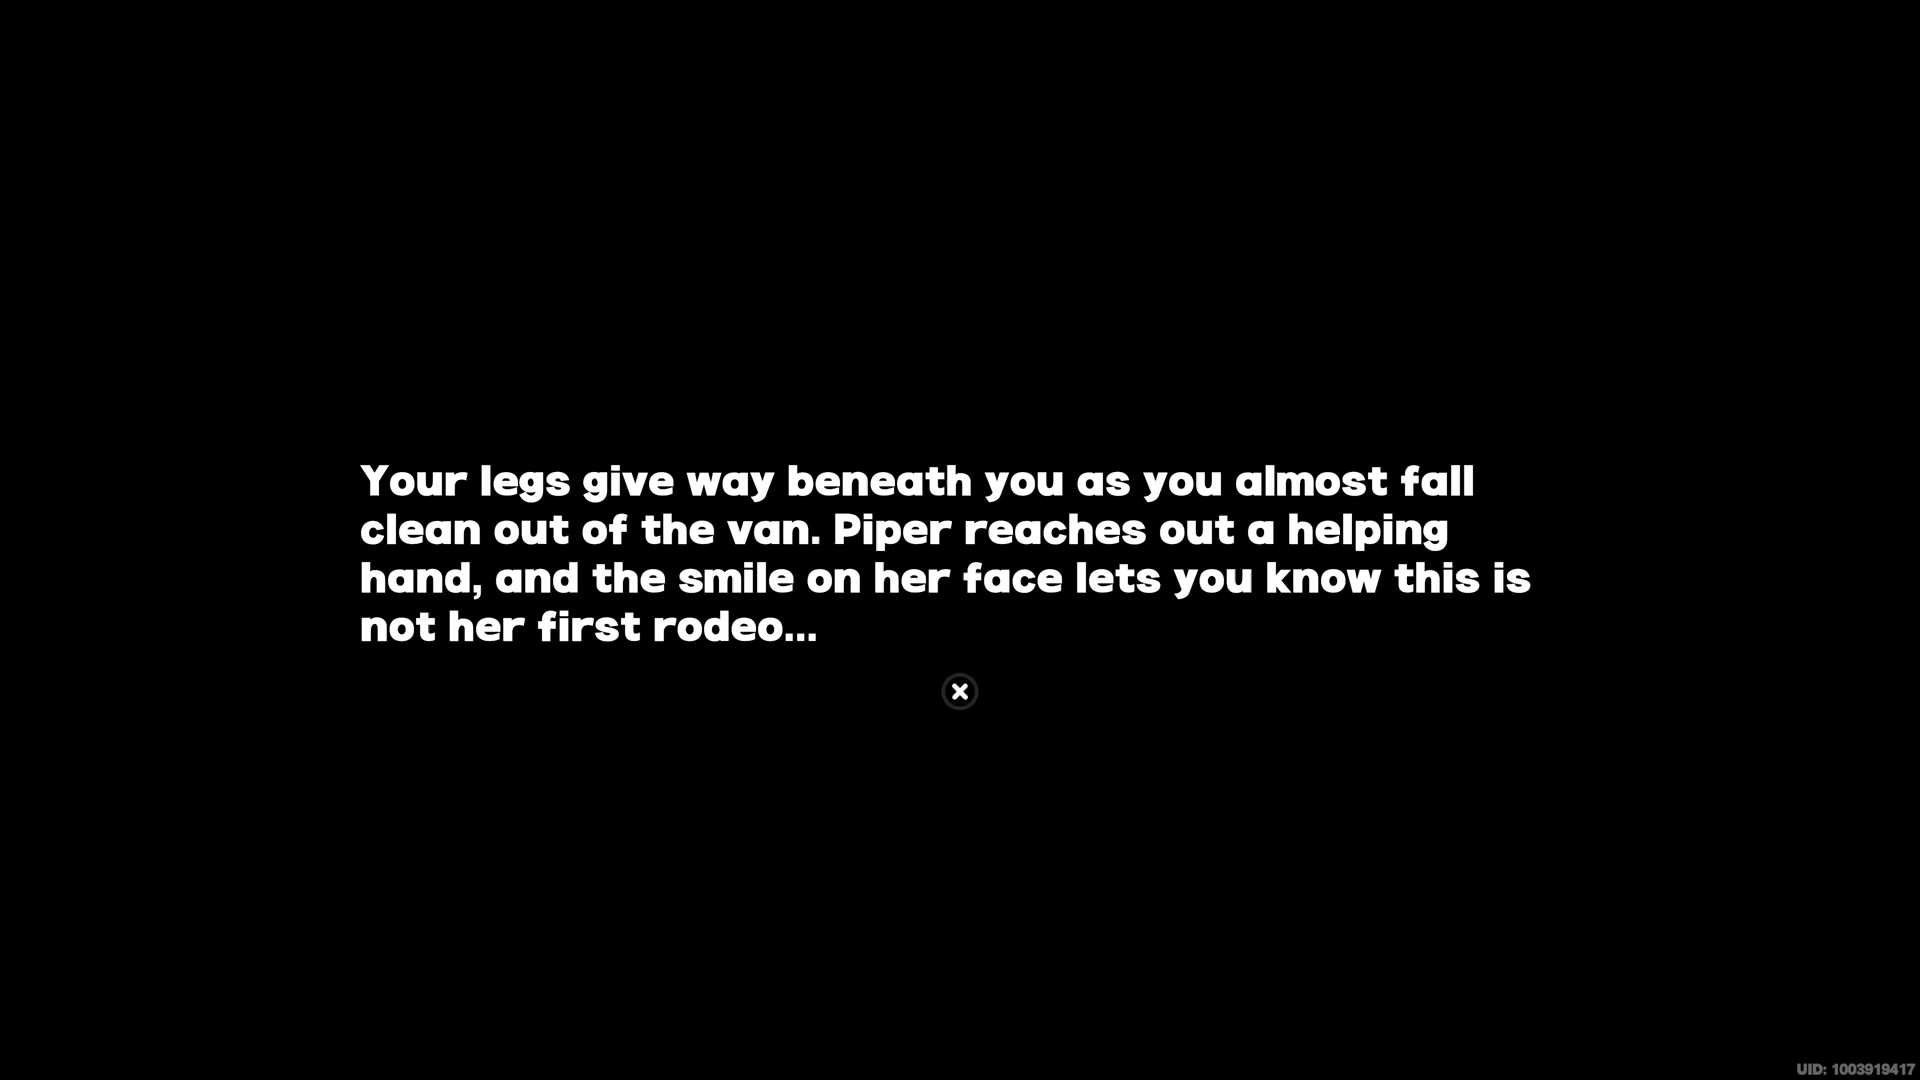 Your legs give way beneath you as you almost fall
clean out of the van. Piper reaches out a helping
hand, and the smile on her face lets you know this is
not her first rodeo...
UID: 1003919417